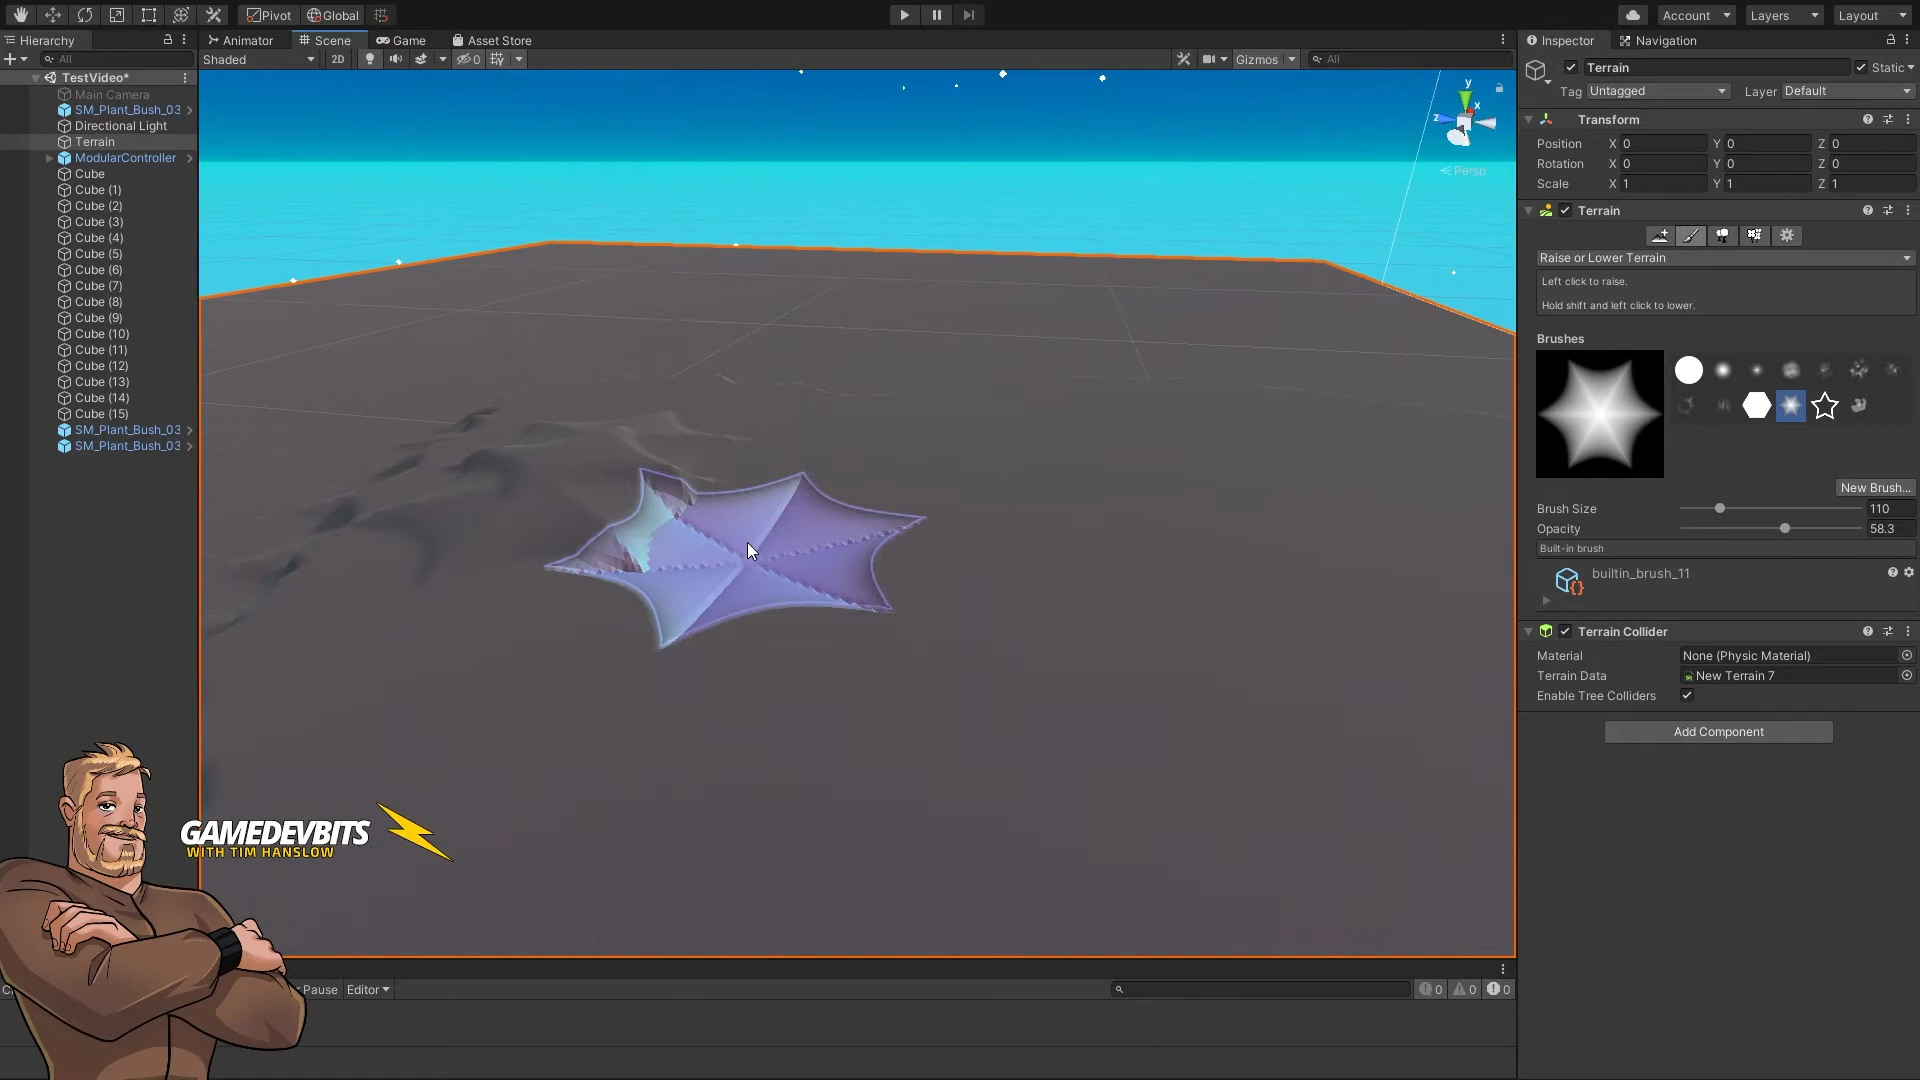 Pivot Global Account Layers Layout
Hierarchy Animator Scene Game Asset Store Inspector Navigation
All Shaded 2D 0 Gizmos All Terrain Static
TestVideo* Tag Untagged Layer Default
Main Camera
SM_Plant_Bush_03
Directional Light
Terrain
ModularController
Cube
Cube (1)
Cube (2)
Cube (3)
Cube (4)
Cube (5)
Cube (6)
Cube (7)
Cube (8)
Cube (9)
Cube (10)
Cube (11)
Cube (12)
Cube (13)
Cube (14)
Cube (15)
SM_Plant_Bush_03
SM_Plant_Bush_03
y
x
z
Persp
Transform
Position X 0 Y 0 Z 0
Rotation X 0 Y 0 Z 0
Scale X 1 Y 1 Z 1
Terrain
Raise or Lower Terrain
Left click to raise.
Hold shift and left click to lower.
Brushes
New Brush...
Brush Size 110
Opacity 58.3
Built-in brush
builtin_brush_11
Terrain Collider
Material None (Physic Material)
Terrain Data New Terrain 7
Enable Tree Colliders
Add Component
GAMEDEVBITS
WITH TIM HANSLOW
Pause Editor 0 0 0